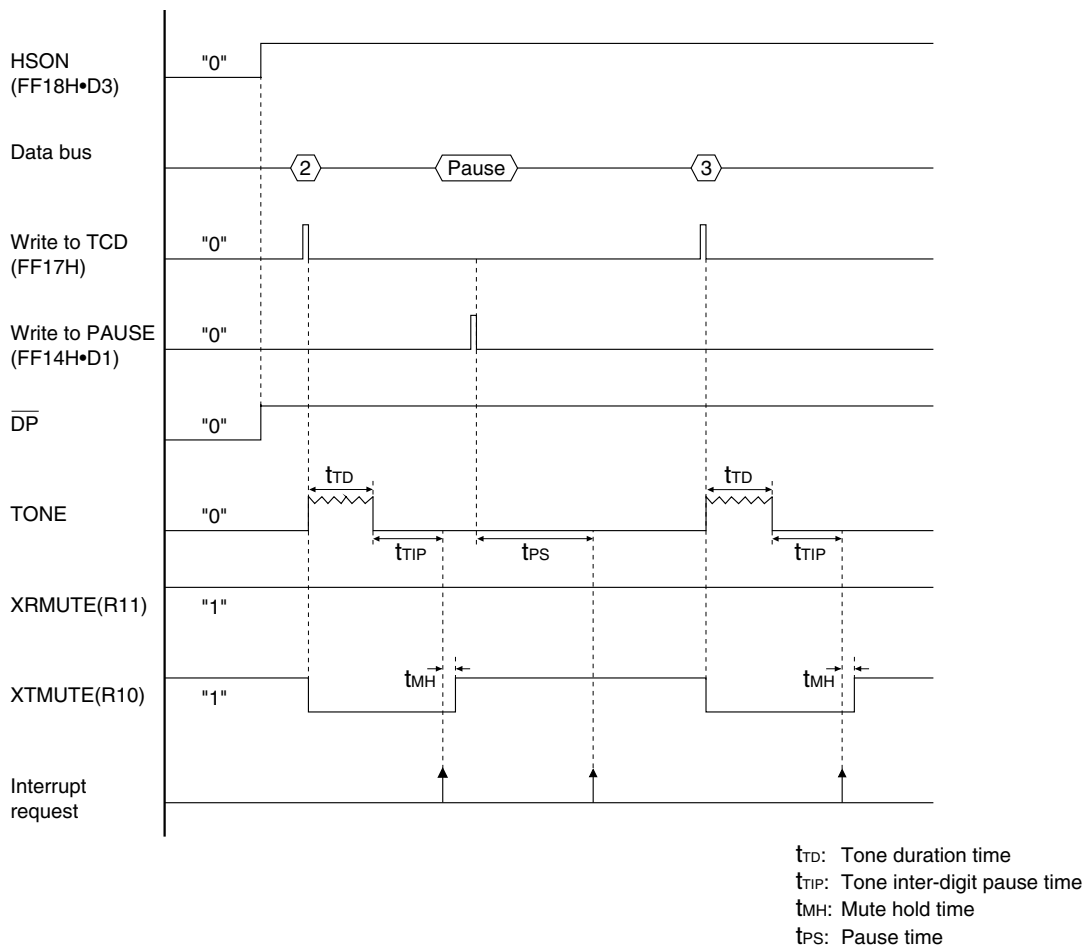 HSON
(FF18H•D3)
"0"
Data bus
2
Pause
3
Write to TCD
(FF17H)
"0"
Write to PAUSE
(FF14H•D1)
"0"
DP
"0"
tTD
tTD
TONE
"0"
tTIP
tPS
tTIP
XRMUTE(R11)
"1"
tMH
tMH
XTMUTE(R10)
"1"
Interrupt
request
tTD: Tone duration time
tTIP: Tone inter-digit pause time
tMH: Mute hold time
tPS: Pause time